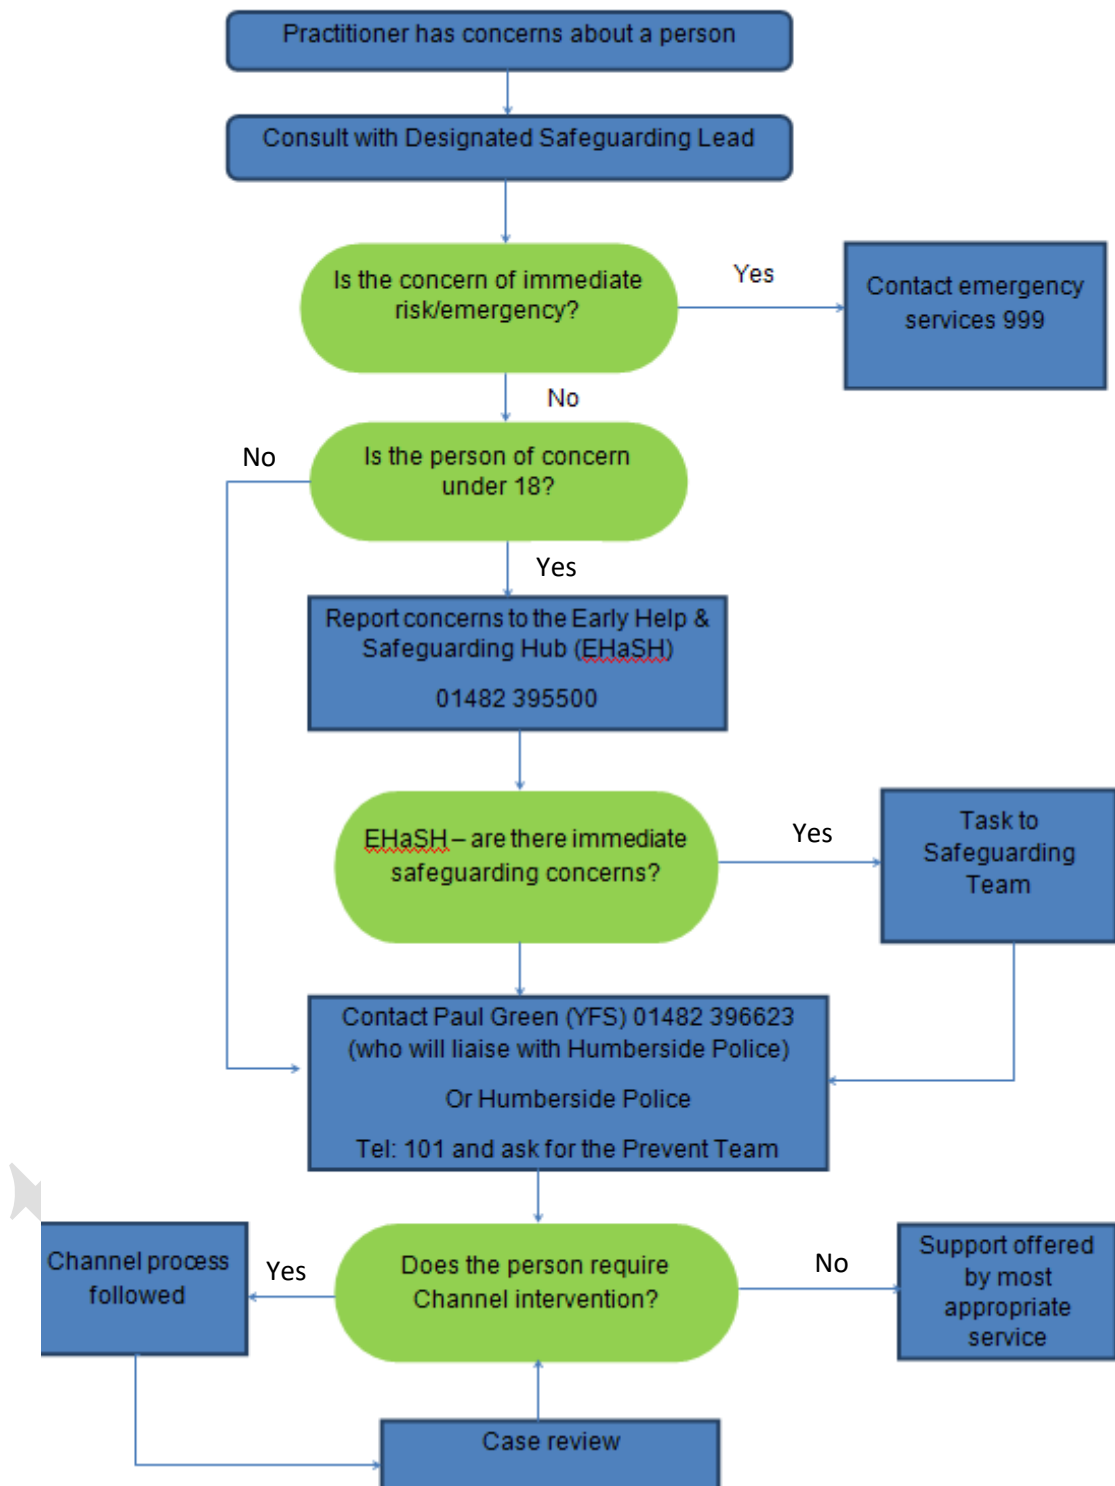 Practitioner has concerns about a person
Consult with Designated Safeguarding Lead
Is the concern of immediate
risk/emergency?
Yes
Contact emergency
services 999
No
Is the person of concern
under 18?
No
Yes
Report concerns to the Early Help &
Safeguarding Hub (EHaSH)
01482 395500
EHaSH – are there immediate
safeguarding concerns?
Yes
Task to
Safeguarding
Team
Contact Paul Green (YFS) 01482 396623
(who will liaise with Humberside Police)
Or Humberside Police
Tel: 101 and ask for the Prevent Team
Channel process
followed
Yes
Does the person require
Channel intervention?
No
Support offered
by most
appropriate
service
Case review